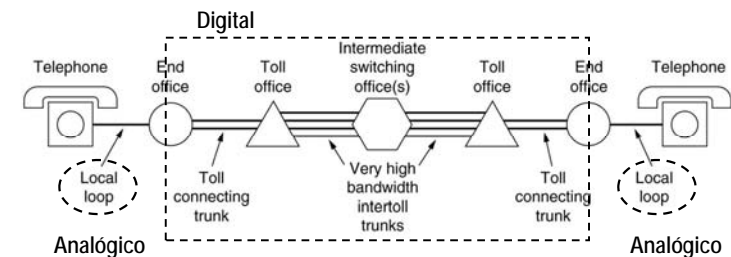 Digital
Telephone
End
office
Toll
office
Intermediate
switching
office(s)
Toll
office
End
office
Telephone
Local
loop
Toll
connecting
trunk
Very high
bandwidth
intertoll
trunks
Toll
connecting
trunk
Local
loop
Analógico
Analógico